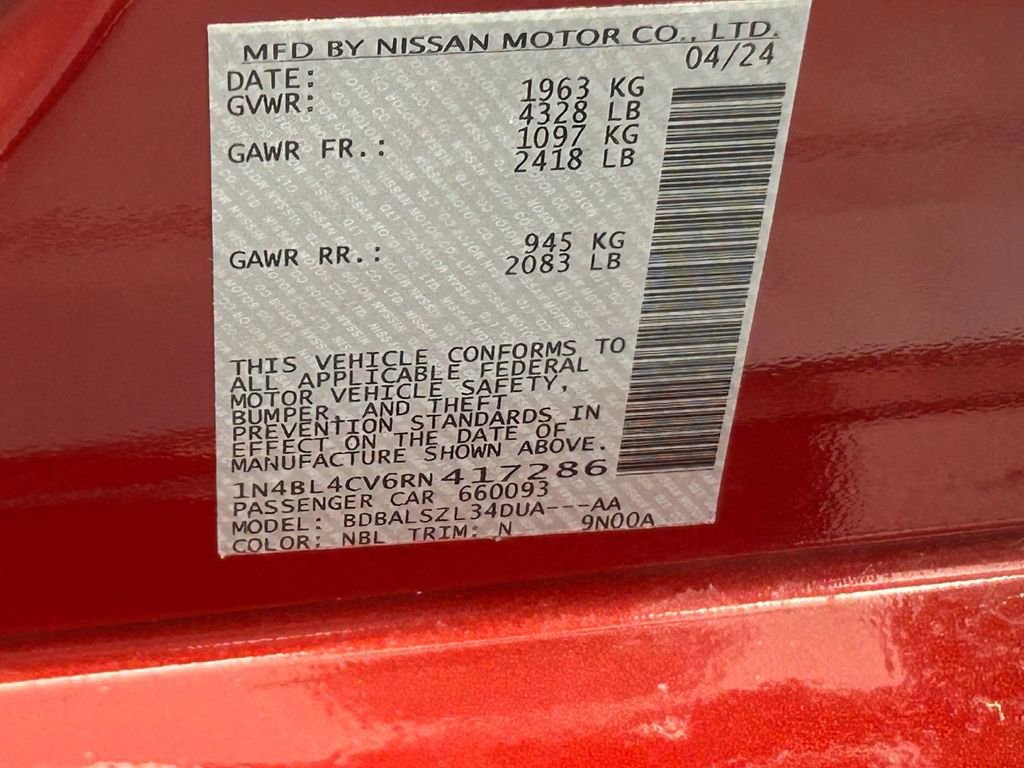 MFD BY NISSAN MOTOR CO., LTD.
DATE: 04/24
GVWR: 1963 KG
4328 LB
GAWR FR.: 1097 KG
2418 LB
GAWR RR.: 945 KG
2083 LB
THIS VEHICLE CONFORMS TO
ALL APPLICABLE FEDERAL
MOTOR VEHICLE SAFETY,
BUMPER, AND THEFT
PREVENTION STANDARDS IN
EFFECT ON THE DATE OF
MANUFACTURE SHOWN ABOVE.
1N4BL4CV6RN417286
PASSENGER CAR 660093
MODEL: BDBALSZL34DUA---AA
COLOR: NBL TRIM: N 9N00A